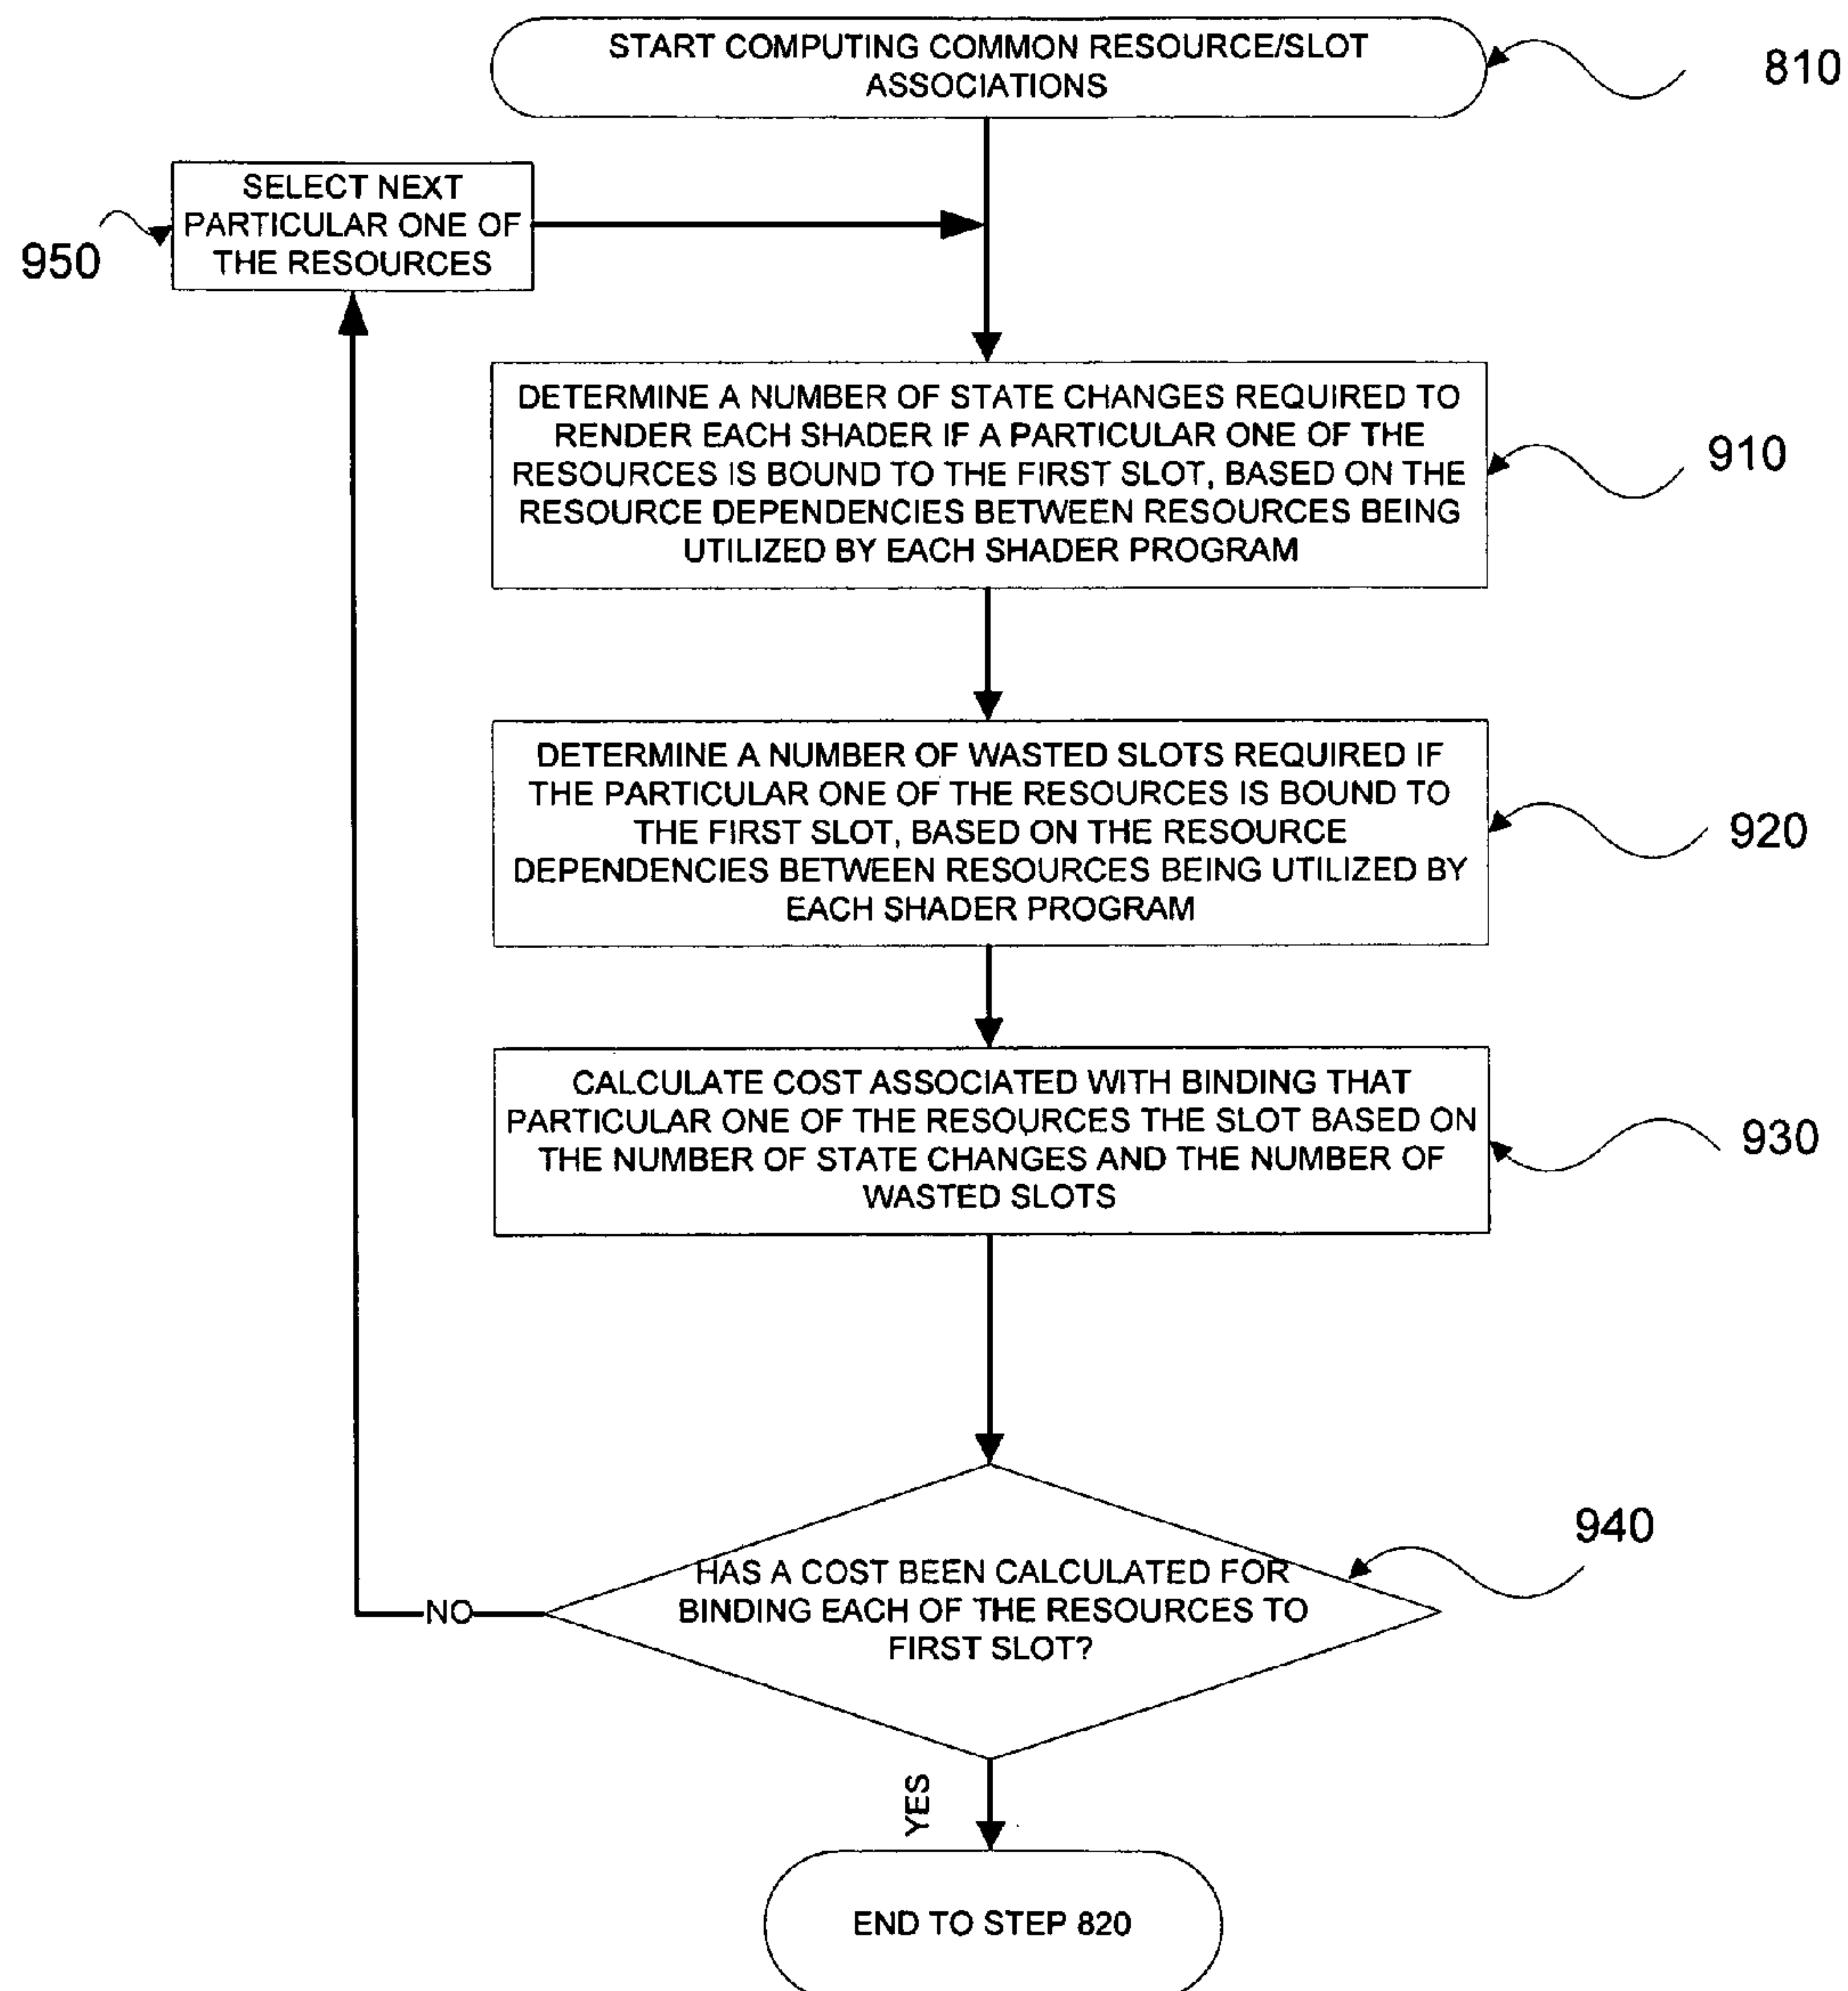 START COMPUTING COMMON RESOURCE/SLOT
ASSOCIATIONS
810
SELECT NEXT
PARTICULAR ONE OF
THE RESOURCES
950
DETERMINE A NUMBER OF STATE CHANGES REQUIRED TO
RENDER EACH SHADER IF A PARTICULAR ONE OF THE
RESOURCES IS BOUND TO THE FIRST SLOT, BASED ON THE
RESOURCE DEPENDENCIES BETWEEN RESOURCES BEING
UTILIZED BY EACH SHADER PROGRAM
910
DETERMINE A NUMBER OF WASTED SLOTS REQUIRED IF
THE PARTICULAR ONE OF THE RESOURCES IS BOUND TO
THE FIRST SLOT, BASED ON THE RESOURCE
DEPENDENCIES BETWEEN RESOURCES BEING UTILIZED BY
EACH SHADER PROGRAM
920
CALCULATE COST ASSOCIATED WITH BINDING THAT
PARTICULAR ONE OF THE RESOURCES THE SLOT BASED ON
THE NUMBER OF STATE CHANGES AND THE NUMBER OF
WASTED SLOTS
930
HAS A COST BEEN CALCULATED FOR
BINDING EACH OF THE RESOURCES TO
FIRST SLOT?
940
NO
YES
END TO STEP 820